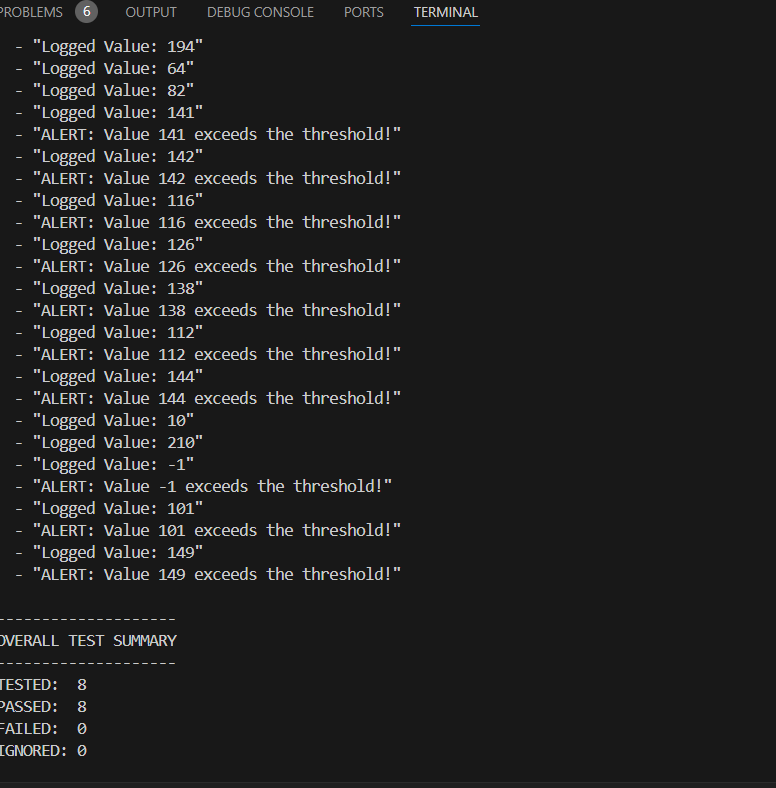 PROBLEMS 6 OUTPUT DEBUG CONSOLE PORTS TERMINAL
- "Logged Value: 194"
- "Logged Value: 64"
- "Logged Value: 82"
- "Logged Value: 141"
- "ALERT: Value 141 exceeds the threshold!"
- "Logged Value: 142"
- "ALERT: Value 142 exceeds the threshold!"
- "Logged Value: 116"
- "ALERT: Value 116 exceeds the threshold!"
- "Logged Value: 126"
- "ALERT: Value 126 exceeds the threshold!"
- "Logged Value: 138"
- "ALERT: Value 138 exceeds the threshold!"
- "Logged Value: 112"
- "ALERT: Value 112 exceeds the threshold!"
- "Logged Value: 144"
- "ALERT: Value 144 exceeds the threshold!"
- "Logged Value: 10"
- "Logged Value: 210"
- "Logged Value: -1"
- "ALERT: Value -1 exceeds the threshold!"
- "Logged Value: 101"
- "ALERT: Value 101 exceeds the threshold!"
- "Logged Value: 149"
- "ALERT: Value 149 exceeds the threshold!"
--------------------
OVERALL TEST SUMMARY
--------------------
TESTED: 8
PASSED: 8
FAILED: 0
IGNORED: 0